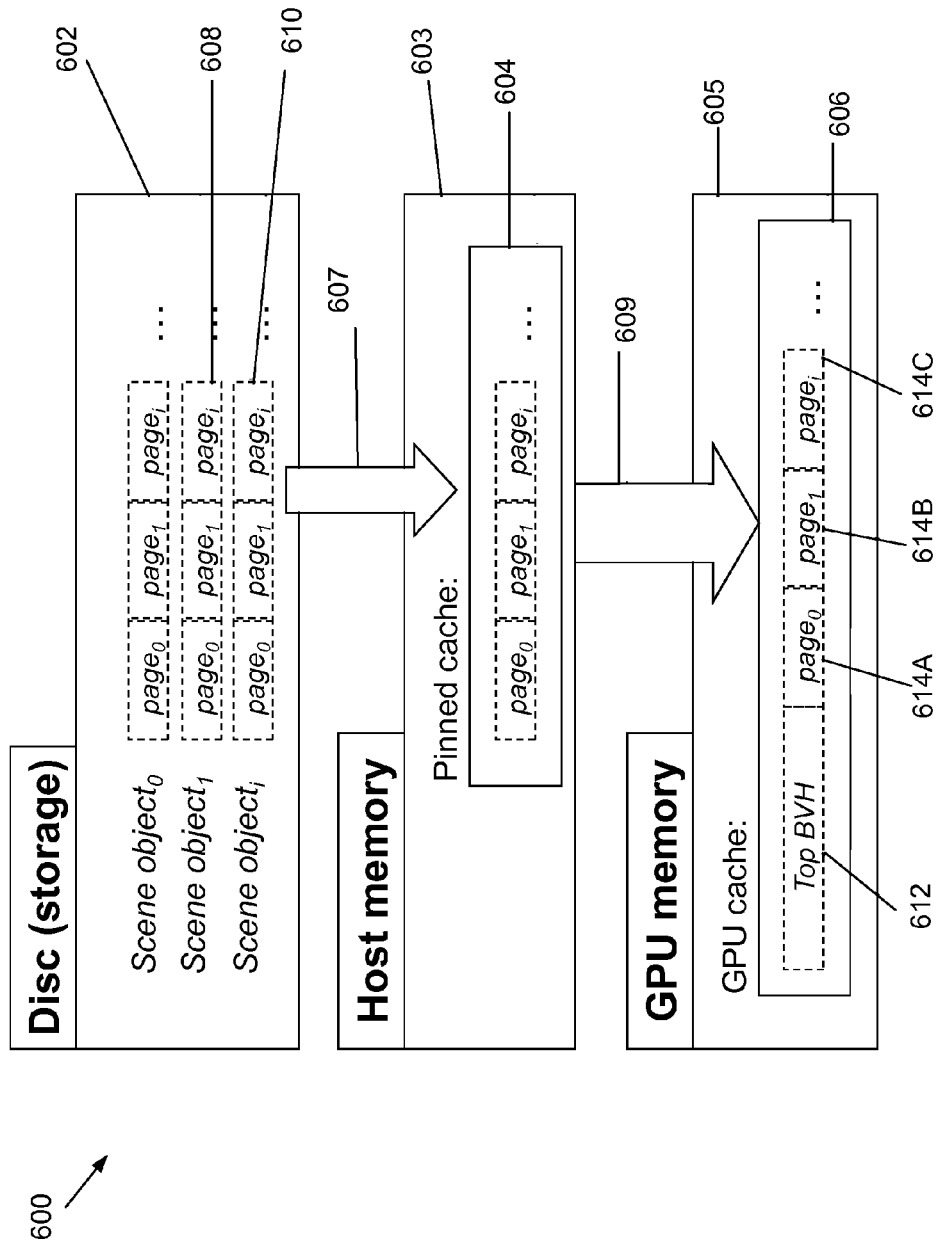 600
Disc (storage)
602
Scene object0 page0 page1 pagei ...
608
Scene object1 page0 page1 pagei ...
610
Scene objecti page0 page1 pagei ...
607
Host memory
603
Pinned cache:
604
page0 page1 pagei ...
609
GPU memory
605
GPU cache:
606
Top BVH page0 page1 pagei ...
612
614A
614B
614C